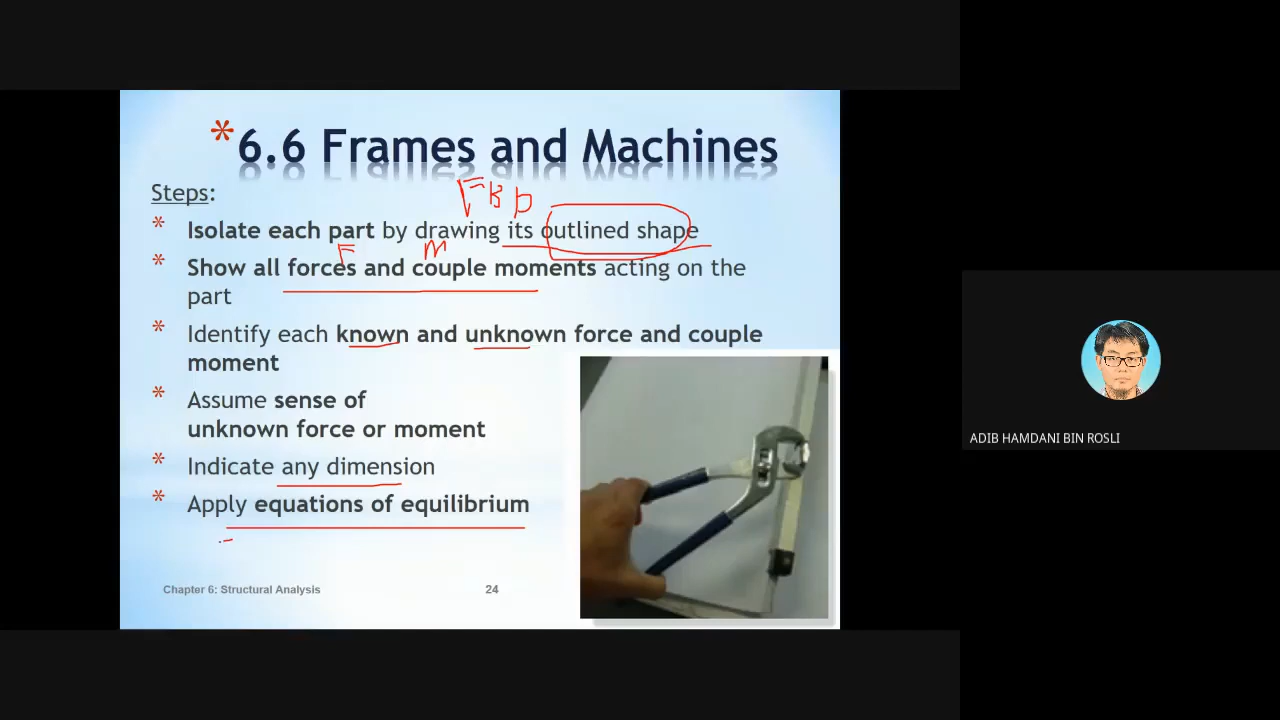 *6.6 Frames and Machines
Steps:
FBD
* Isolate each part by drawing its outlined shape
F M
* Show all forces and couple moments acting on the
part
* Identify each known and unknown force and couple
moment
* Assume sense of
unknown force or moment
* Indicate any dimension
* Apply equations of equilibrium
Chapter 6: Structural Analysis 24
ADIB HAMDANI BIN ROSLI